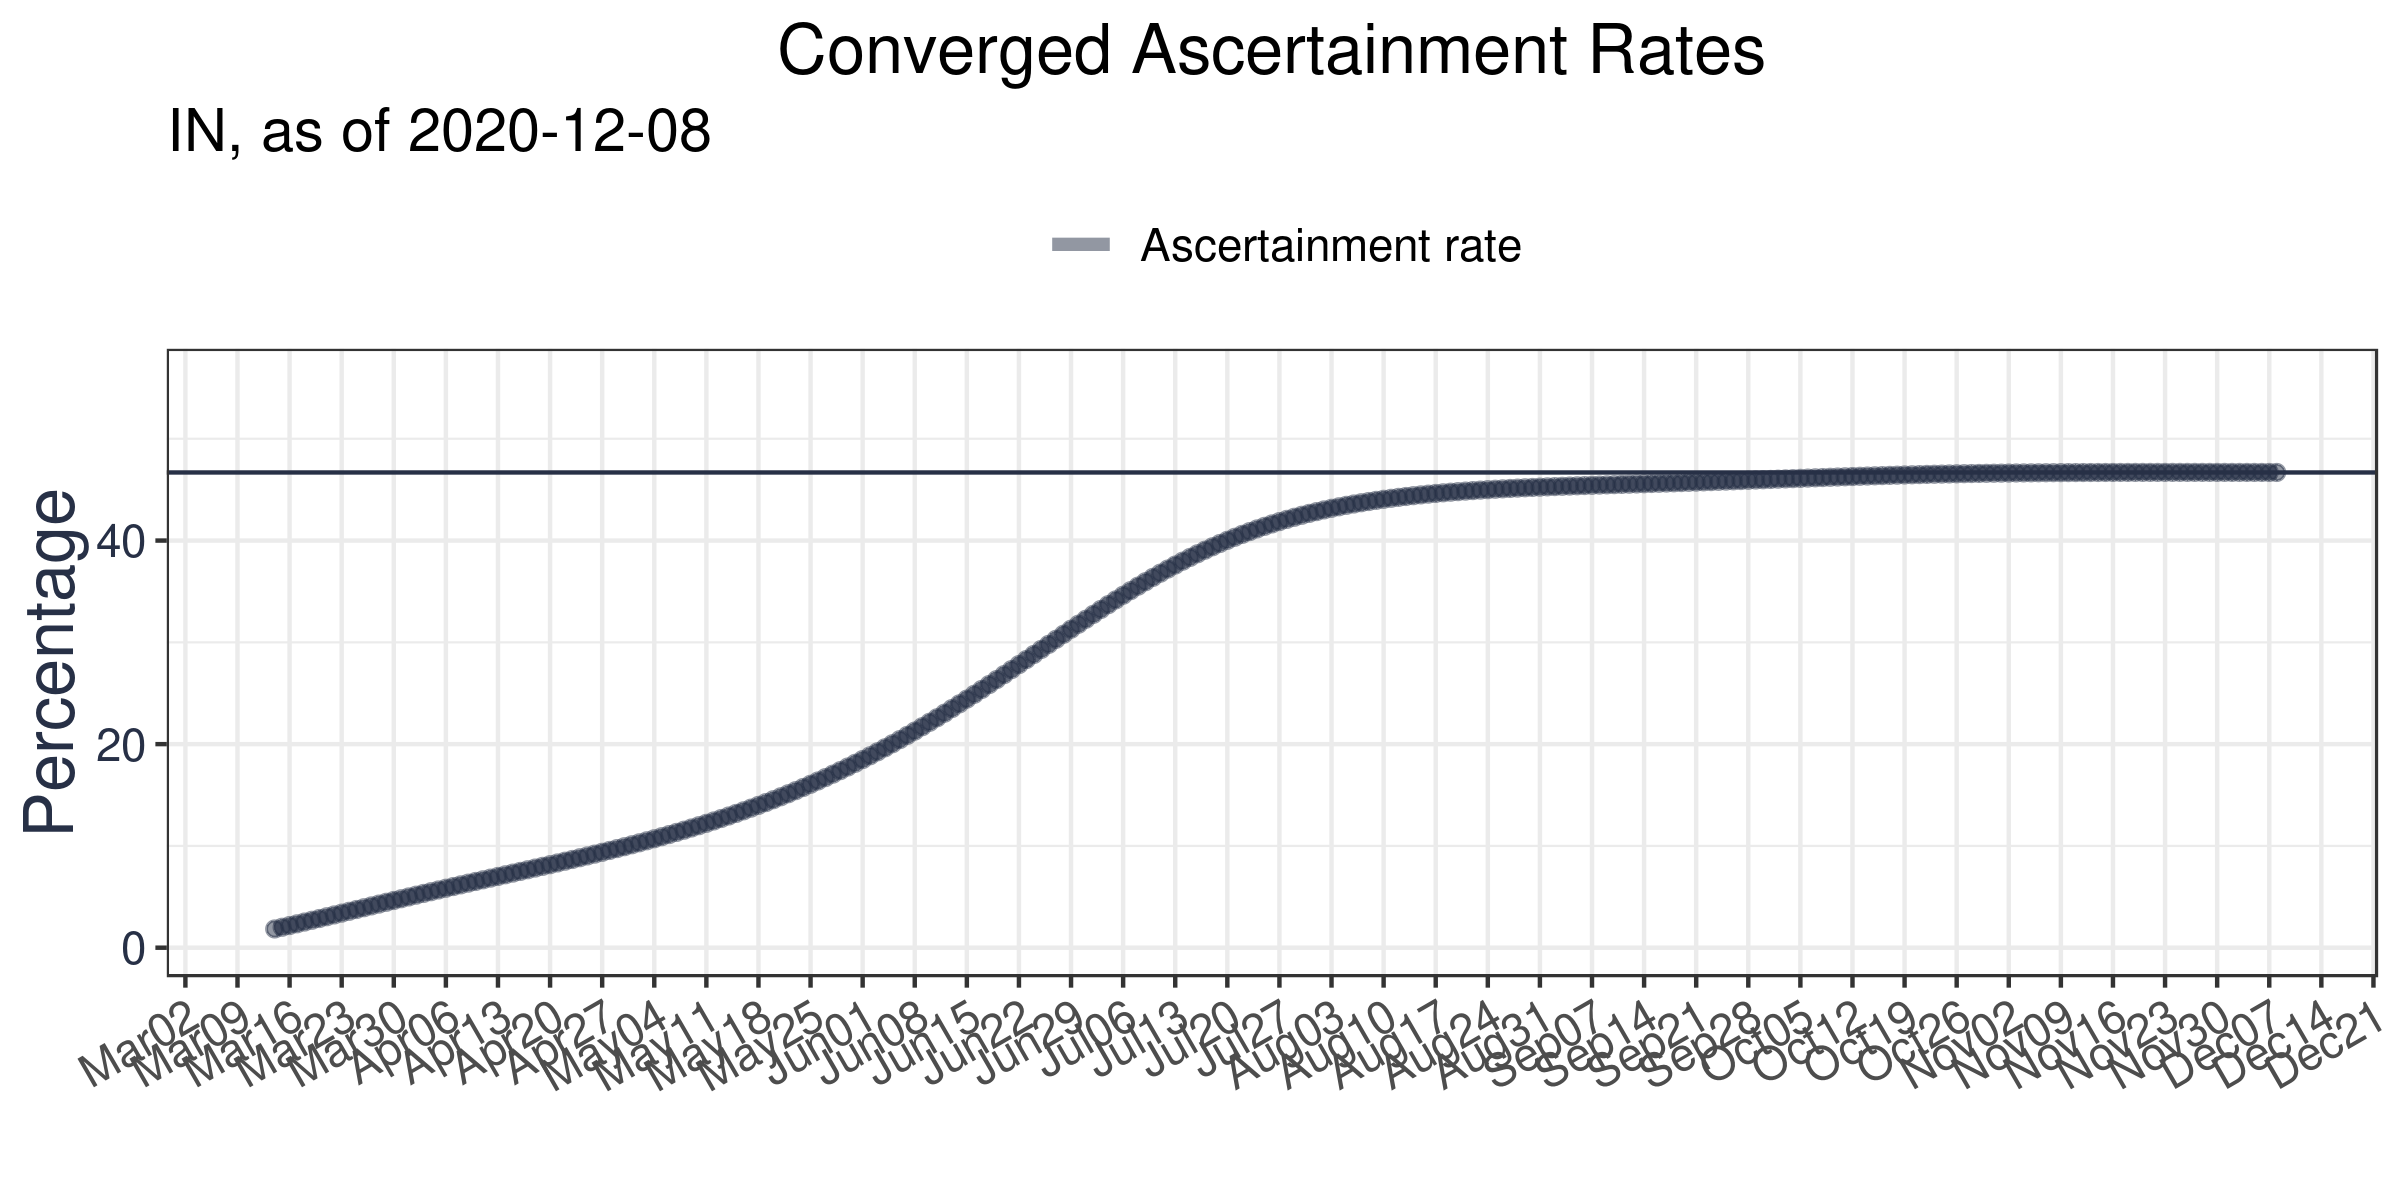 Converged Ascertainment Rates
IN, as of 2020-12-08
Ascertainment rate
Percentage
40
20
0
Mar02
Mar09
Mar16
Mar23
Mar30
Apr06
Apr13
Apr20
Apr27
May04
May11
May18
May25
Jun01
Jun08
Jun15
Jun22
Jun29
Jul06
Jul13
Jul20
Jul27
Aug03
Aug10
Aug17
Aug24
Aug31
Sep07
Sep14
Sep21
Sep28
Oct05
Oct12
Oct19
Oct26
Nov02
Nov09
Nov16
Nov23
Nov30
Dec07
Dec14
Dec21